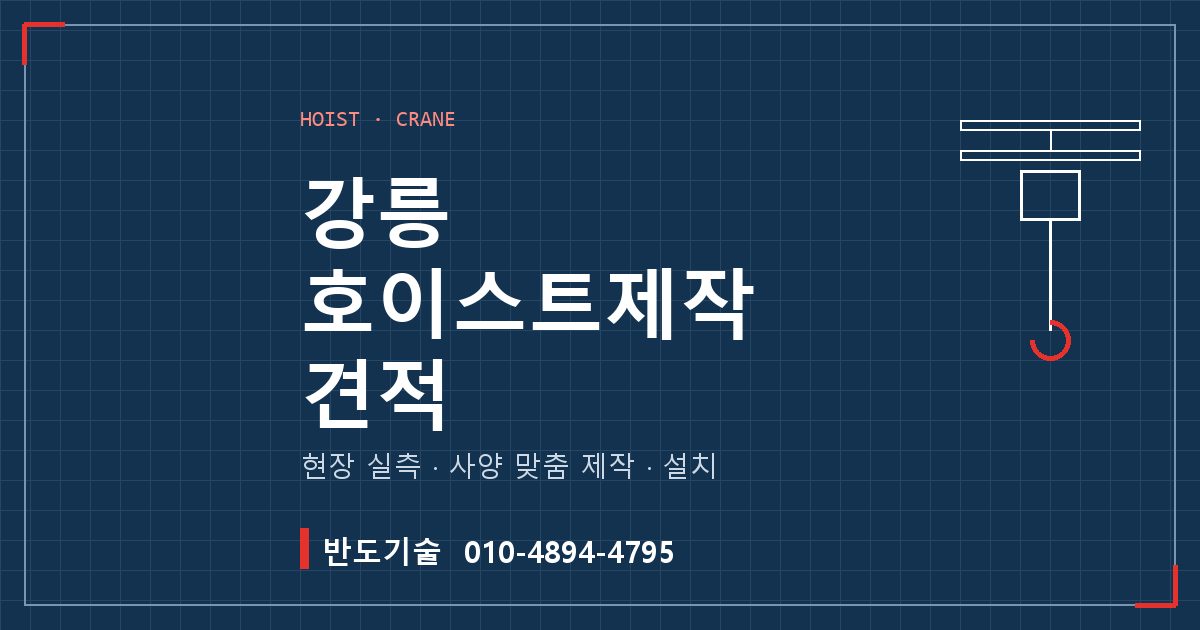 HOIST · CRANE
강릉
호이스트제작
견적
현장 실측 · 사양 맞춤 제작 · 설치
반도기술 010-4894-4795